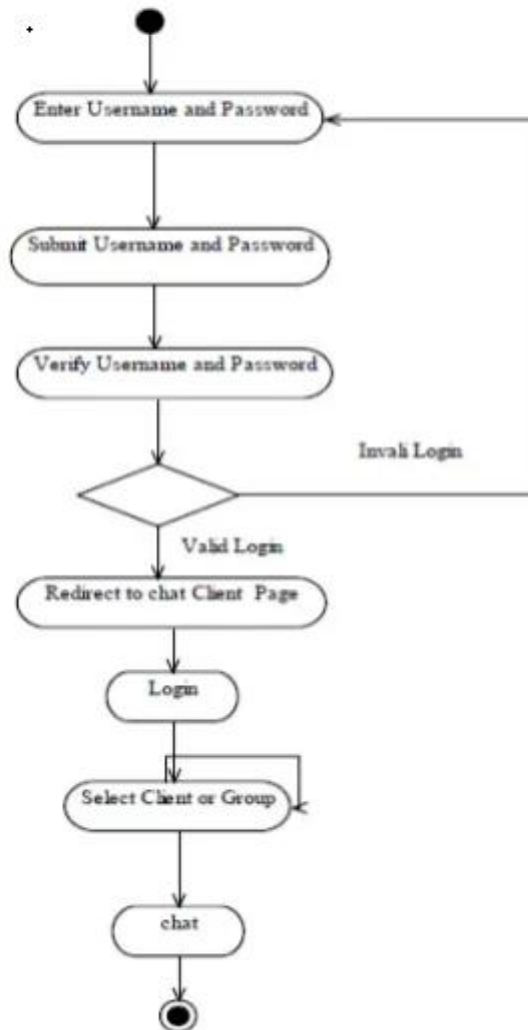 Enter Username and Password
Submit Username and Password
Verify Username and Password
Invali Login
Valid Login
Redirect to chat Client Page
Login
Select Client or Group
chat